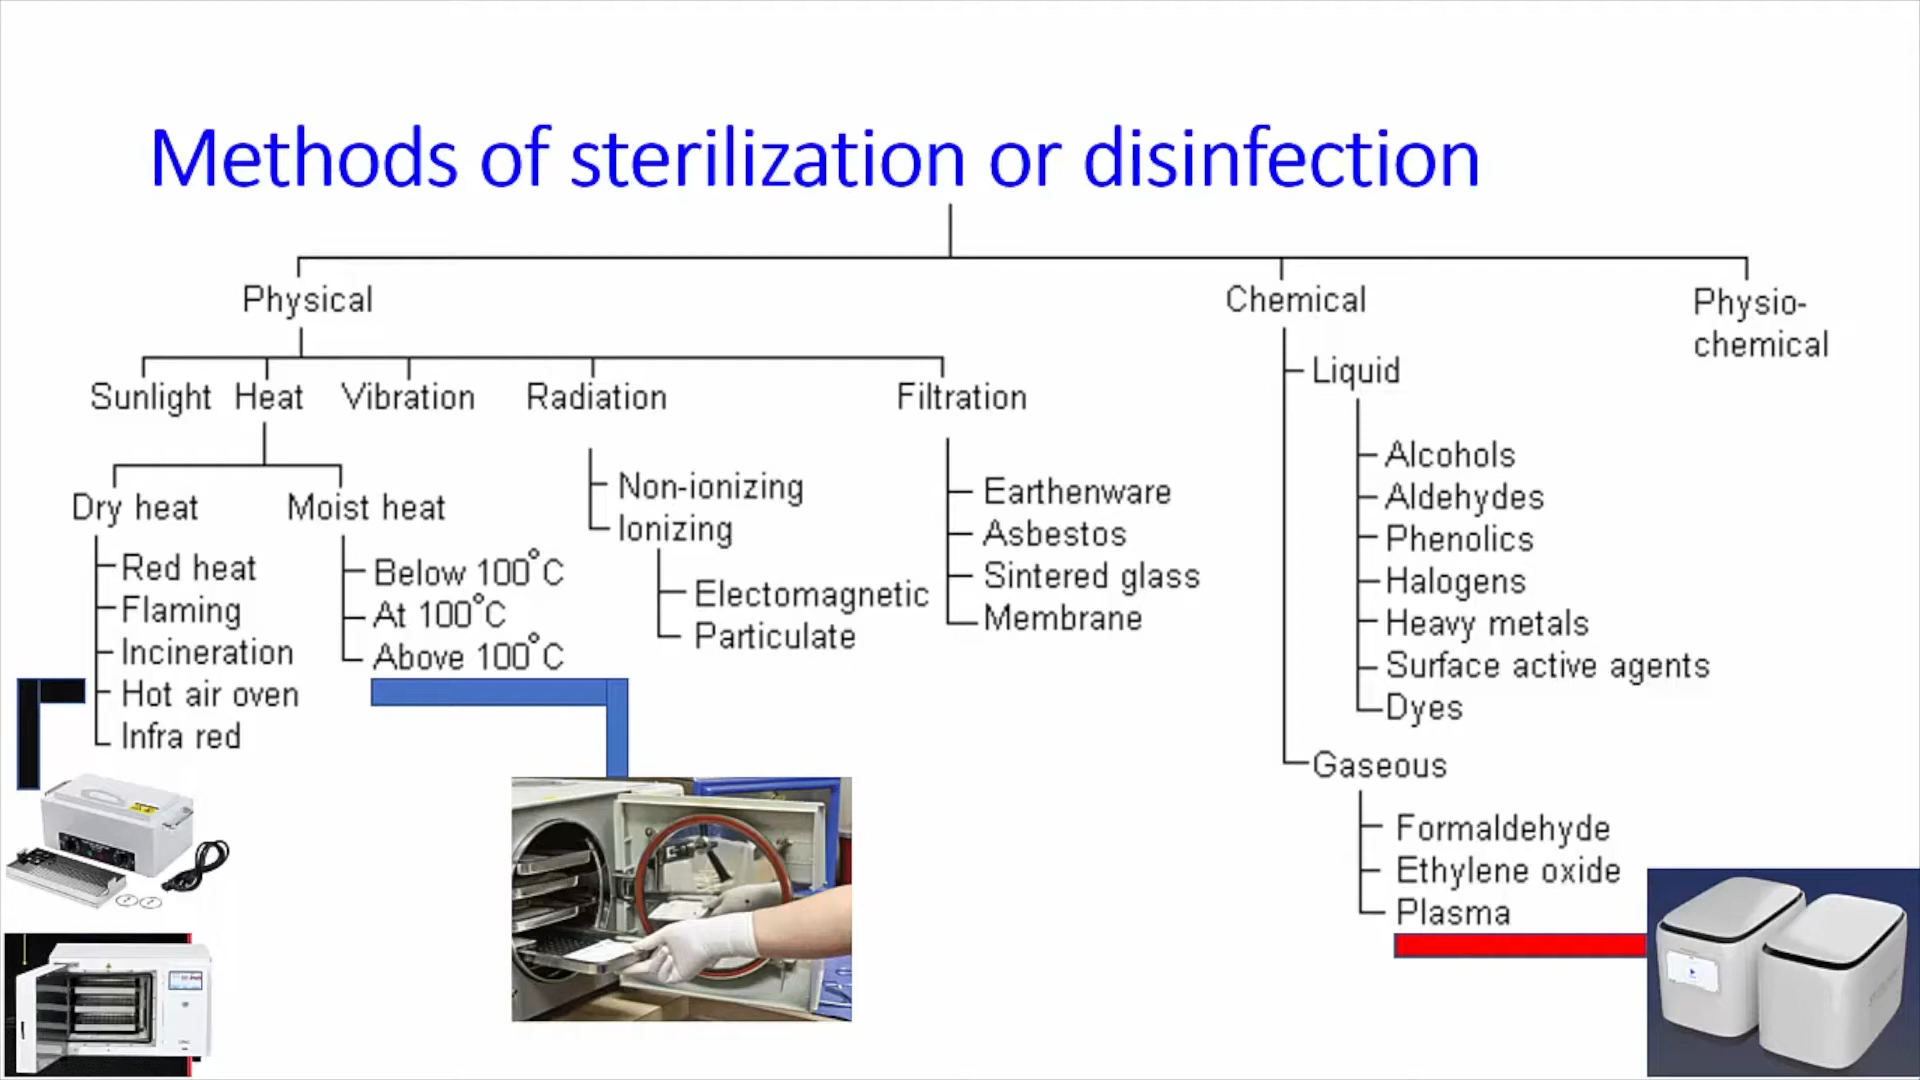 Methods of sterilization or disinfection
Physical
Chemical
Physio-
chemical
Sunlight
Heat
Vibration
Radiation
Filtration
Dry heat
Red heat
Flaming
Incineration
Hot air oven
Infra red
Moist heat
Below 100°C
At 100°C
Above 100°C
Non-ionizing
Ionizing
Electomagnetic
Particulate
Earthenware
Asbestos
Sintered glass
Membrane
Liquid
Alcohols
Aldehydes
Phenolics
Halogens
Heavy metals
Surface active agents
Dyes
Gaseous
Formaldehyde
Ethylene oxide
Plasma